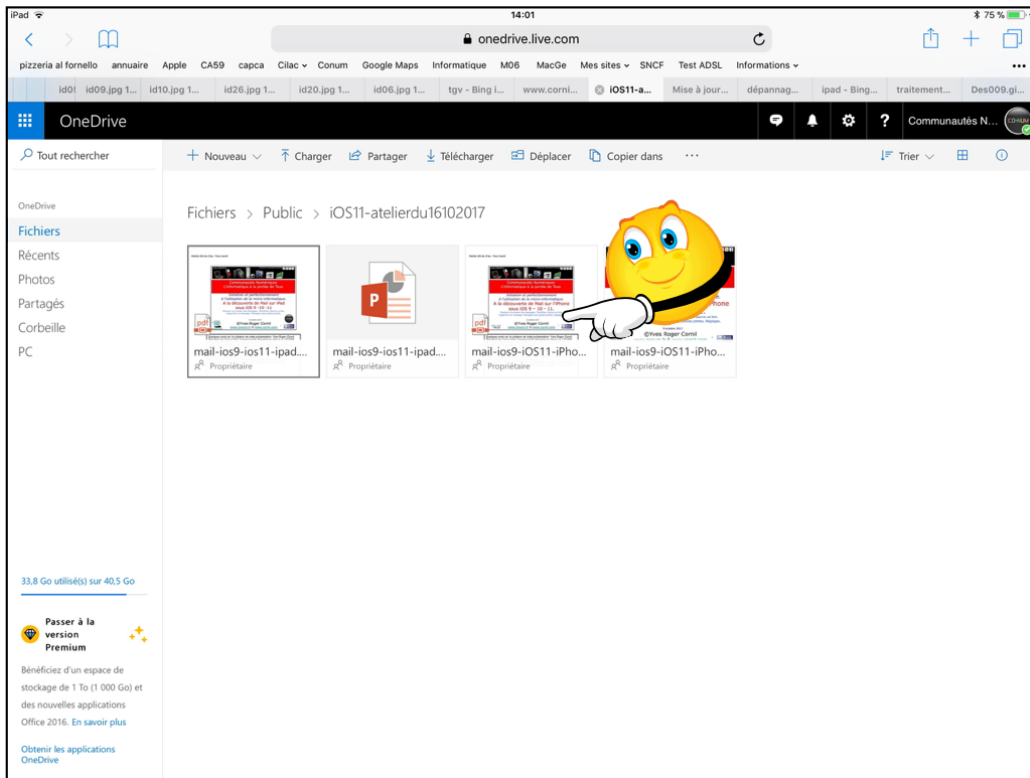 iPad 14:01 75 %
onedrive.live.com
pizzeria al fornello annuaire Apple CA59 capca Cilac Conum Google Maps Informatique M06 MacGe Mes sites SNCF Test ADSL Informations
id09.jpg 1... id10.jpg 1... id26.jpg 1... id20.jpg 1... id06.jpg 1... tgv - Bing i... www.corni... iOS11-a... Mise à jour... dépannag... ipad - Bing... traitement... Des009.gi...
OneDrive ? Communautés N...
Tout rechercher + Nouveau Charger Partager Télécharger Déplacer Copier dans ... Trier
OneDrive
Fichiers > Public > iOS11-atelierdu16102017
Fichiers
Récents
Photos
Partagés
Corbeille
PC
mail-ios9-ios11-ipad.... mail-ios9-ios11-ipad.... mail-ios9-iOS11-iPho... mail-ios9-iOS11-iPho...
Propriétaire Propriétaire Propriétaire Propriétaire
33,8 Go utilisé(s) sur 40,5 Go
Passer à la
version
Premium
Bénéficiez d'un espace de
stockage de 1 To (1 000 Go) et
des nouvelles applications
Office 2016. En savoir plus
Obtenir les applications
OneDrive